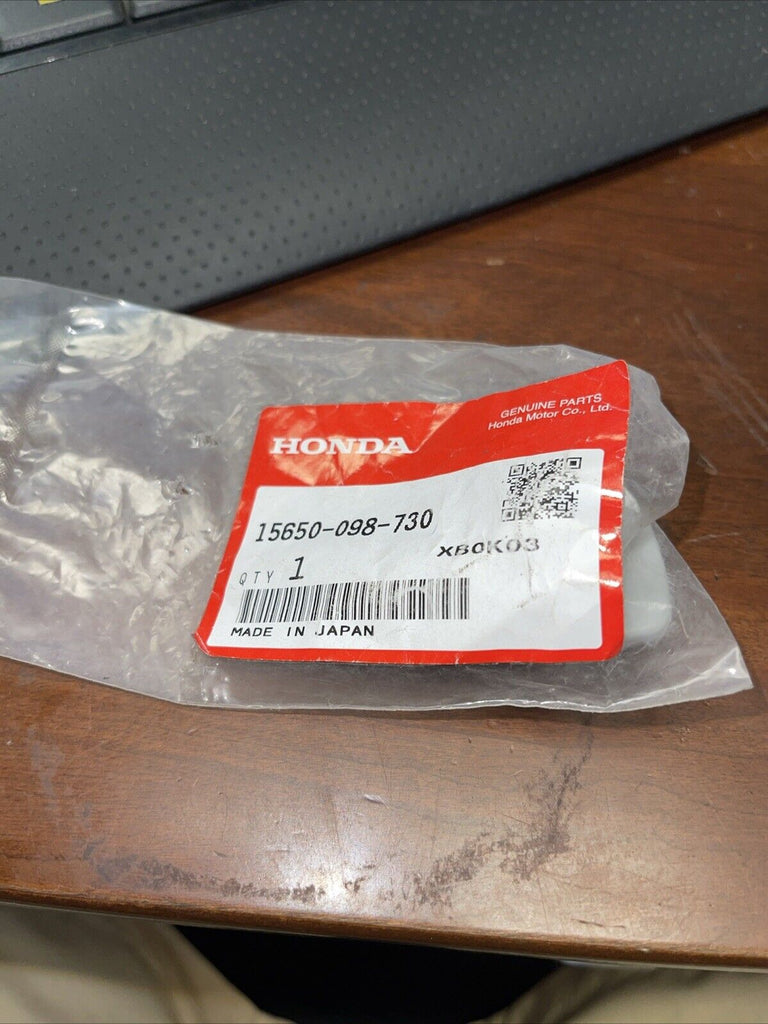 GENUINE PARTS
Honda Motor Co., Ltd.
HONDA
15650-098-730
XB0K03
QTY 1
MADE IN JAPAN